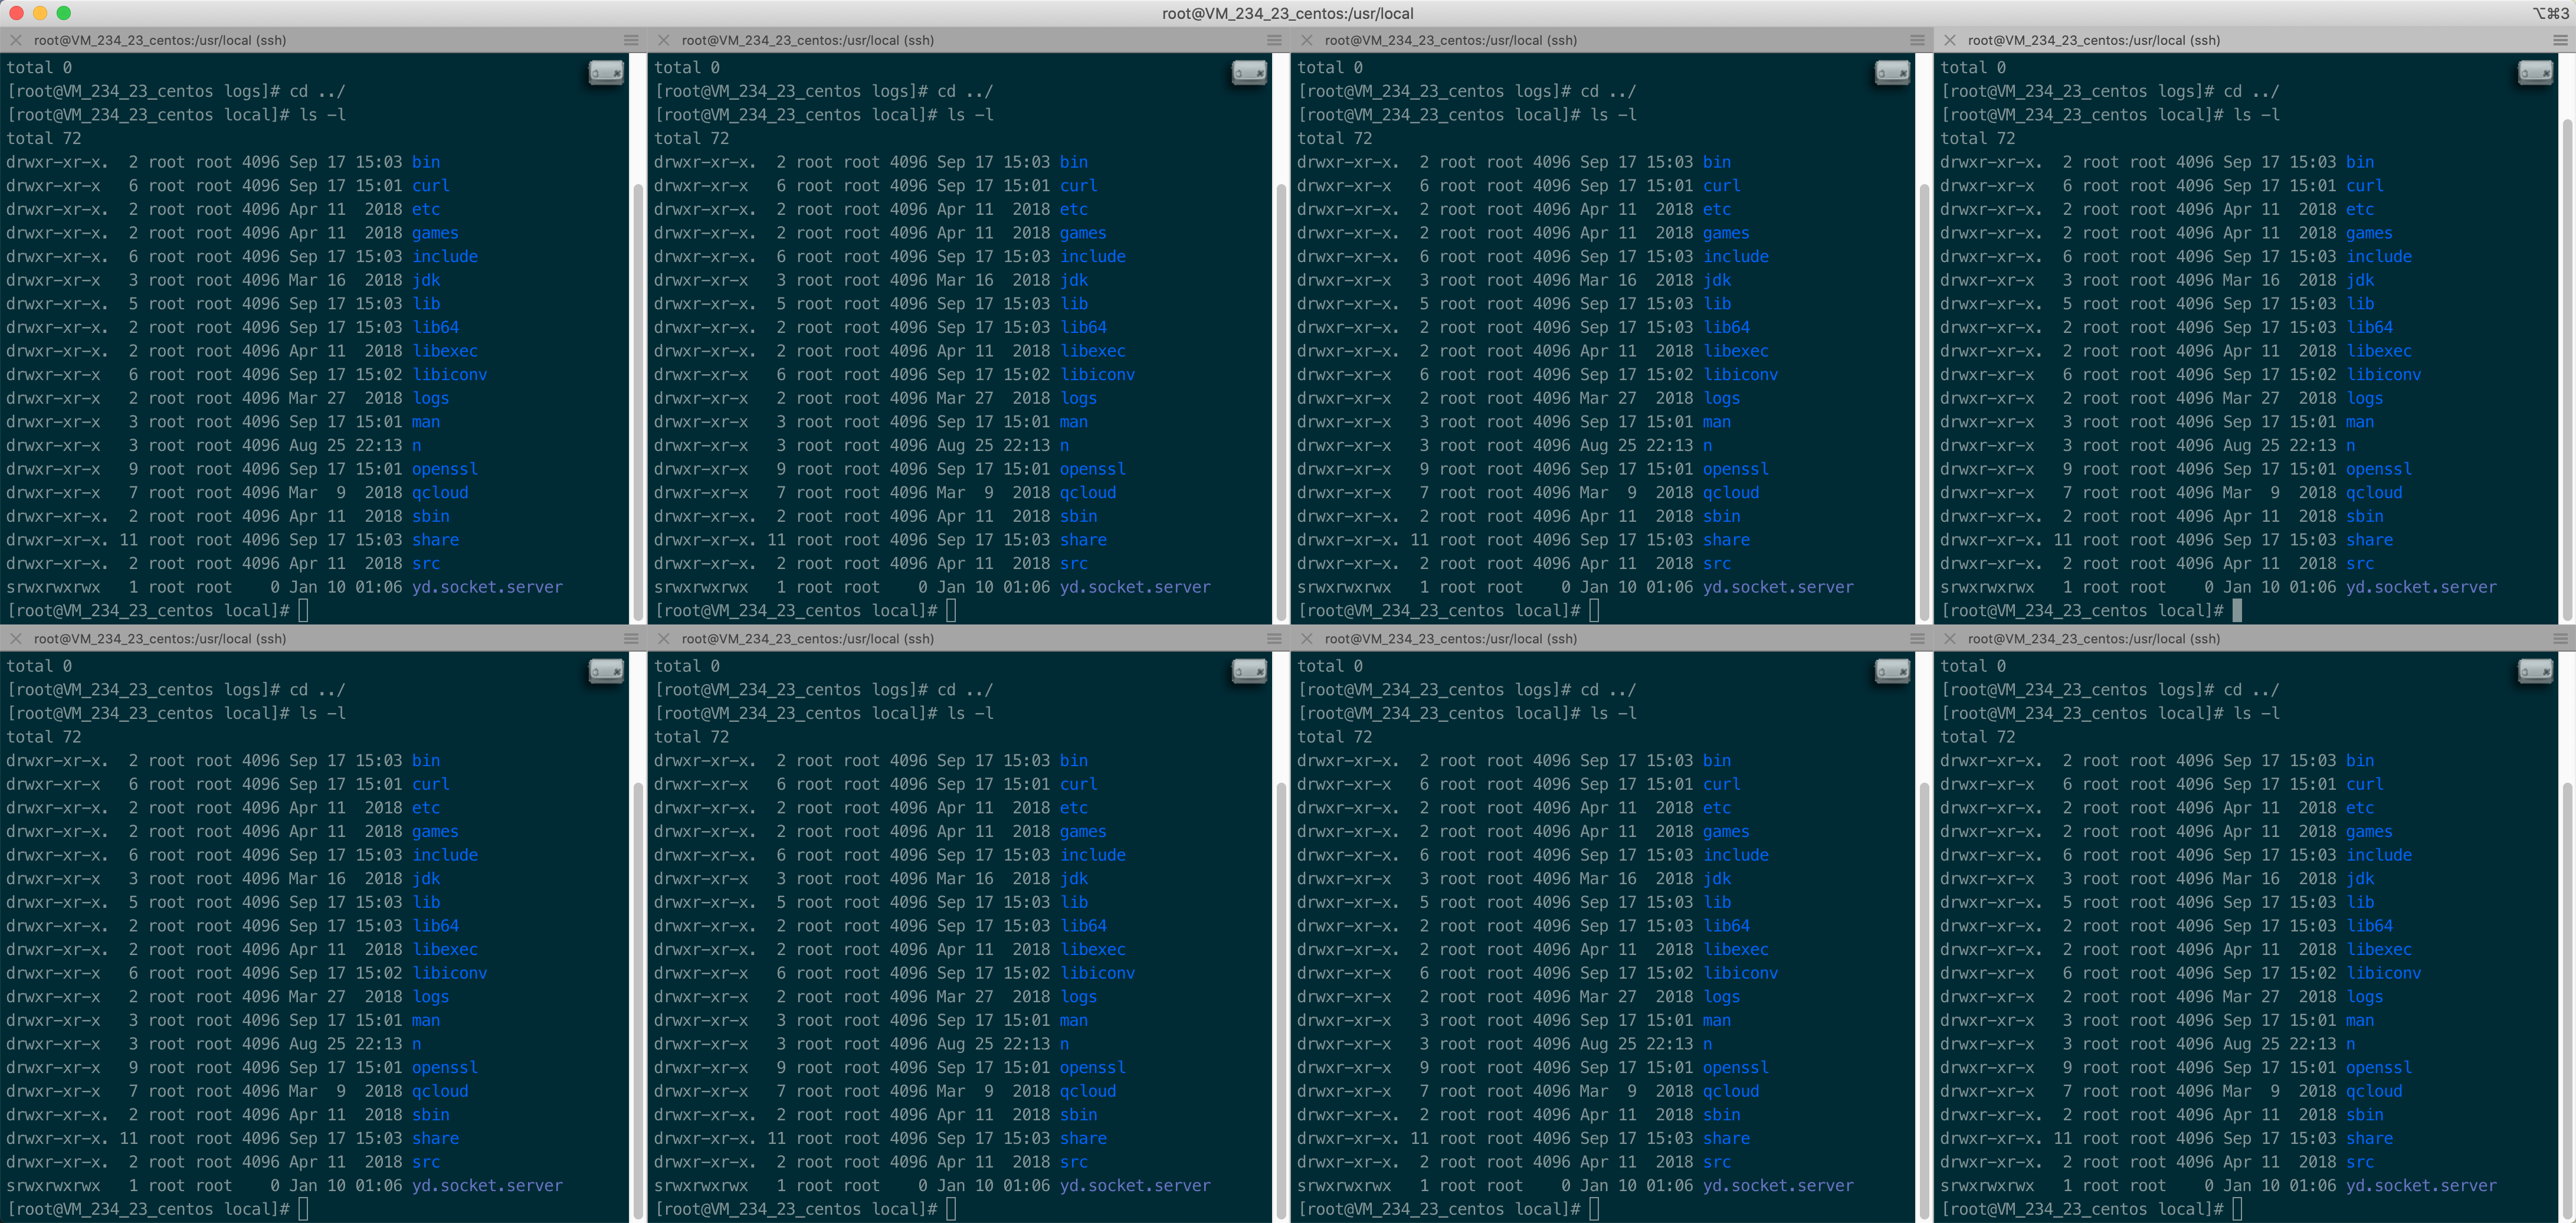 root@VM_234_23_centos:/usr/local
⌥⌘3
root@VM_234_23_centos:/usr/local (ssh)
total 0
[root@VM_234_23_centos logs]# cd ../
[root@VM_234_23_centos local]# ls -l
total 72
drwxr-xr-x.  2 root root 4096 Sep 17 15:03 bin
drwxr-xr-x   6 root root 4096 Sep 17 15:01 curl
drwxr-xr-x.  2 root root 4096 Apr 11  2018 etc
drwxr-xr-x.  2 root root 4096 Apr 11  2018 games
drwxr-xr-x.  6 root root 4096 Sep 17 15:03 include
drwxr-xr-x   3 root root 4096 Mar 16  2018 jdk
drwxr-xr-x.  5 root root 4096 Sep 17 15:03 lib
drwxr-xr-x.  2 root root 4096 Sep 17 15:03 lib64
drwxr-xr-x.  2 root root 4096 Apr 11  2018 libexec
drwxr-xr-x   6 root root 4096 Sep 17 15:02 libiconv
drwxr-xr-x   2 root root 4096 Mar 27  2018 logs
drwxr-xr-x   3 root root 4096 Sep 17 15:01 man
drwxr-xr-x   3 root root 4096 Aug 25 22:13 n
drwxr-xr-x   9 root root 4096 Sep 17 15:01 openssl
drwxr-xr-x   7 root root 4096 Mar  9  2018 qcloud
drwxr-xr-x.  2 root root 4096 Apr 11  2018 sbin
drwxr-xr-x. 11 root root 4096 Sep 17 15:03 share
drwxr-xr-x.  2 root root 4096 Apr 11  2018 src
srwxrwxrwx   1 root root    0 Jan 10 01:06 yd.socket.server
[root@VM_234_23_centos local]#
root@VM_234_23_centos:/usr/local (ssh)
total 0
[root@VM_234_23_centos logs]# cd ../
[root@VM_234_23_centos local]# ls -l
total 72
drwxr-xr-x.  2 root root 4096 Sep 17 15:03 bin
drwxr-xr-x   6 root root 4096 Sep 17 15:01 curl
drwxr-xr-x.  2 root root 4096 Apr 11  2018 etc
drwxr-xr-x.  2 root root 4096 Apr 11  2018 games
drwxr-xr-x.  6 root root 4096 Sep 17 15:03 include
drwxr-xr-x   3 root root 4096 Mar 16  2018 jdk
drwxr-xr-x.  5 root root 4096 Sep 17 15:03 lib
drwxr-xr-x.  2 root root 4096 Sep 17 15:03 lib64
drwxr-xr-x.  2 root root 4096 Apr 11  2018 libexec
drwxr-xr-x   6 root root 4096 Sep 17 15:02 libiconv
drwxr-xr-x   2 root root 4096 Mar 27  2018 logs
drwxr-xr-x   3 root root 4096 Sep 17 15:01 man
drwxr-xr-x   3 root root 4096 Aug 25 22:13 n
drwxr-xr-x   9 root root 4096 Sep 17 15:01 openssl
drwxr-xr-x   7 root root 4096 Mar  9  2018 qcloud
drwxr-xr-x.  2 root root 4096 Apr 11  2018 sbin
drwxr-xr-x. 11 root root 4096 Sep 17 15:03 share
drwxr-xr-x.  2 root root 4096 Apr 11  2018 src
srwxrwxrwx   1 root root    0 Jan 10 01:06 yd.socket.server
[root@VM_234_23_centos local]#
root@VM_234_23_centos:/usr/local (ssh)
total 0
[root@VM_234_23_centos logs]# cd ../
[root@VM_234_23_centos local]# ls -l
total 72
drwxr-xr-x.  2 root root 4096 Sep 17 15:03 bin
drwxr-xr-x   6 root root 4096 Sep 17 15:01 curl
drwxr-xr-x.  2 root root 4096 Apr 11  2018 etc
drwxr-xr-x.  2 root root 4096 Apr 11  2018 games
drwxr-xr-x.  6 root root 4096 Sep 17 15:03 include
drwxr-xr-x   3 root root 4096 Mar 16  2018 jdk
drwxr-xr-x.  5 root root 4096 Sep 17 15:03 lib
drwxr-xr-x.  2 root root 4096 Sep 17 15:03 lib64
drwxr-xr-x.  2 root root 4096 Apr 11  2018 libexec
drwxr-xr-x   6 root root 4096 Sep 17 15:02 libiconv
drwxr-xr-x   2 root root 4096 Mar 27  2018 logs
drwxr-xr-x   3 root root 4096 Sep 17 15:01 man
drwxr-xr-x   3 root root 4096 Aug 25 22:13 n
drwxr-xr-x   9 root root 4096 Sep 17 15:01 openssl
drwxr-xr-x   7 root root 4096 Mar  9  2018 qcloud
drwxr-xr-x.  2 root root 4096 Apr 11  2018 sbin
drwxr-xr-x. 11 root root 4096 Sep 17 15:03 share
drwxr-xr-x.  2 root root 4096 Apr 11  2018 src
srwxrwxrwx   1 root root    0 Jan 10 01:06 yd.socket.server
[root@VM_234_23_centos local]#
root@VM_234_23_centos:/usr/local (ssh)
total 0
[root@VM_234_23_centos logs]# cd ../
[root@VM_234_23_centos local]# ls -l
total 72
drwxr-xr-x.  2 root root 4096 Sep 17 15:03 bin
drwxr-xr-x   6 root root 4096 Sep 17 15:01 curl
drwxr-xr-x.  2 root root 4096 Apr 11  2018 etc
drwxr-xr-x.  2 root root 4096 Apr 11  2018 games
drwxr-xr-x.  6 root root 4096 Sep 17 15:03 include
drwxr-xr-x   3 root root 4096 Mar 16  2018 jdk
drwxr-xr-x.  5 root root 4096 Sep 17 15:03 lib
drwxr-xr-x.  2 root root 4096 Sep 17 15:03 lib64
drwxr-xr-x.  2 root root 4096 Apr 11  2018 libexec
drwxr-xr-x   6 root root 4096 Sep 17 15:02 libiconv
drwxr-xr-x   2 root root 4096 Mar 27  2018 logs
drwxr-xr-x   3 root root 4096 Sep 17 15:01 man
drwxr-xr-x   3 root root 4096 Aug 25 22:13 n
drwxr-xr-x   9 root root 4096 Sep 17 15:01 openssl
drwxr-xr-x   7 root root 4096 Mar  9  2018 qcloud
drwxr-xr-x.  2 root root 4096 Apr 11  2018 sbin
drwxr-xr-x. 11 root root 4096 Sep 17 15:03 share
drwxr-xr-x.  2 root root 4096 Apr 11  2018 src
srwxrwxrwx   1 root root    0 Jan 10 01:06 yd.socket.server
[root@VM_234_23_centos local]#
root@VM_234_23_centos:/usr/local (ssh)
total 0
[root@VM_234_23_centos logs]# cd ../
[root@VM_234_23_centos local]# ls -l
total 72
drwxr-xr-x.  2 root root 4096 Sep 17 15:03 bin
drwxr-xr-x   6 root root 4096 Sep 17 15:01 curl
drwxr-xr-x.  2 root root 4096 Apr 11  2018 etc
drwxr-xr-x.  2 root root 4096 Apr 11  2018 games
drwxr-xr-x.  6 root root 4096 Sep 17 15:03 include
drwxr-xr-x   3 root root 4096 Mar 16  2018 jdk
drwxr-xr-x.  5 root root 4096 Sep 17 15:03 lib
drwxr-xr-x.  2 root root 4096 Sep 17 15:03 lib64
drwxr-xr-x.  2 root root 4096 Apr 11  2018 libexec
drwxr-xr-x   6 root root 4096 Sep 17 15:02 libiconv
drwxr-xr-x   2 root root 4096 Mar 27  2018 logs
drwxr-xr-x   3 root root 4096 Sep 17 15:01 man
drwxr-xr-x   3 root root 4096 Aug 25 22:13 n
drwxr-xr-x   9 root root 4096 Sep 17 15:01 openssl
drwxr-xr-x   7 root root 4096 Mar  9  2018 qcloud
drwxr-xr-x.  2 root root 4096 Apr 11  2018 sbin
drwxr-xr-x. 11 root root 4096 Sep 17 15:03 share
drwxr-xr-x.  2 root root 4096 Apr 11  2018 src
srwxrwxrwx   1 root root    0 Jan 10 01:06 yd.socket.server
[root@VM_234_23_centos local]#
root@VM_234_23_centos:/usr/local (ssh)
total 0
[root@VM_234_23_centos logs]# cd ../
[root@VM_234_23_centos local]# ls -l
total 72
drwxr-xr-x.  2 root root 4096 Sep 17 15:03 bin
drwxr-xr-x   6 root root 4096 Sep 17 15:01 curl
drwxr-xr-x.  2 root root 4096 Apr 11  2018 etc
drwxr-xr-x.  2 root root 4096 Apr 11  2018 games
drwxr-xr-x.  6 root root 4096 Sep 17 15:03 include
drwxr-xr-x   3 root root 4096 Mar 16  2018 jdk
drwxr-xr-x.  5 root root 4096 Sep 17 15:03 lib
drwxr-xr-x.  2 root root 4096 Sep 17 15:03 lib64
drwxr-xr-x.  2 root root 4096 Apr 11  2018 libexec
drwxr-xr-x   6 root root 4096 Sep 17 15:02 libiconv
drwxr-xr-x   2 root root 4096 Mar 27  2018 logs
drwxr-xr-x   3 root root 4096 Sep 17 15:01 man
drwxr-xr-x   3 root root 4096 Aug 25 22:13 n
drwxr-xr-x   9 root root 4096 Sep 17 15:01 openssl
drwxr-xr-x   7 root root 4096 Mar  9  2018 qcloud
drwxr-xr-x.  2 root root 4096 Apr 11  2018 sbin
drwxr-xr-x. 11 root root 4096 Sep 17 15:03 share
drwxr-xr-x.  2 root root 4096 Apr 11  2018 src
srwxrwxrwx   1 root root    0 Jan 10 01:06 yd.socket.server
[root@VM_234_23_centos local]#
root@VM_234_23_centos:/usr/local (ssh)
total 0
[root@VM_234_23_centos logs]# cd ../
[root@VM_234_23_centos local]# ls -l
total 72
drwxr-xr-x.  2 root root 4096 Sep 17 15:03 bin
drwxr-xr-x   6 root root 4096 Sep 17 15:01 curl
drwxr-xr-x.  2 root root 4096 Apr 11  2018 etc
drwxr-xr-x.  2 root root 4096 Apr 11  2018 games
drwxr-xr-x.  6 root root 4096 Sep 17 15:03 include
drwxr-xr-x   3 root root 4096 Mar 16  2018 jdk
drwxr-xr-x.  5 root root 4096 Sep 17 15:03 lib
drwxr-xr-x.  2 root root 4096 Sep 17 15:03 lib64
drwxr-xr-x.  2 root root 4096 Apr 11  2018 libexec
drwxr-xr-x   6 root root 4096 Sep 17 15:02 libiconv
drwxr-xr-x   2 root root 4096 Mar 27  2018 logs
drwxr-xr-x   3 root root 4096 Sep 17 15:01 man
drwxr-xr-x   3 root root 4096 Aug 25 22:13 n
drwxr-xr-x   9 root root 4096 Sep 17 15:01 openssl
drwxr-xr-x   7 root root 4096 Mar  9  2018 qcloud
drwxr-xr-x.  2 root root 4096 Apr 11  2018 sbin
drwxr-xr-x. 11 root root 4096 Sep 17 15:03 share
drwxr-xr-x.  2 root root 4096 Apr 11  2018 src
srwxrwxrwx   1 root root    0 Jan 10 01:06 yd.socket.server
[root@VM_234_23_centos local]#
root@VM_234_23_centos:/usr/local (ssh)
total 0
[root@VM_234_23_centos logs]# cd ../
[root@VM_234_23_centos local]# ls -l
total 72
drwxr-xr-x.  2 root root 4096 Sep 17 15:03 bin
drwxr-xr-x   6 root root 4096 Sep 17 15:01 curl
drwxr-xr-x.  2 root root 4096 Apr 11  2018 etc
drwxr-xr-x.  2 root root 4096 Apr 11  2018 games
drwxr-xr-x.  6 root root 4096 Sep 17 15:03 include
drwxr-xr-x   3 root root 4096 Mar 16  2018 jdk
drwxr-xr-x.  5 root root 4096 Sep 17 15:03 lib
drwxr-xr-x.  2 root root 4096 Sep 17 15:03 lib64
drwxr-xr-x.  2 root root 4096 Apr 11  2018 libexec
drwxr-xr-x   6 root root 4096 Sep 17 15:02 libiconv
drwxr-xr-x   2 root root 4096 Mar 27  2018 logs
drwxr-xr-x   3 root root 4096 Sep 17 15:01 man
drwxr-xr-x   3 root root 4096 Aug 25 22:13 n
drwxr-xr-x   9 root root 4096 Sep 17 15:01 openssl
drwxr-xr-x   7 root root 4096 Mar  9  2018 qcloud
drwxr-xr-x.  2 root root 4096 Apr 11  2018 sbin
drwxr-xr-x. 11 root root 4096 Sep 17 15:03 share
drwxr-xr-x.  2 root root 4096 Apr 11  2018 src
srwxrwxrwx   1 root root    0 Jan 10 01:06 yd.socket.server
[root@VM_234_23_centos local]#